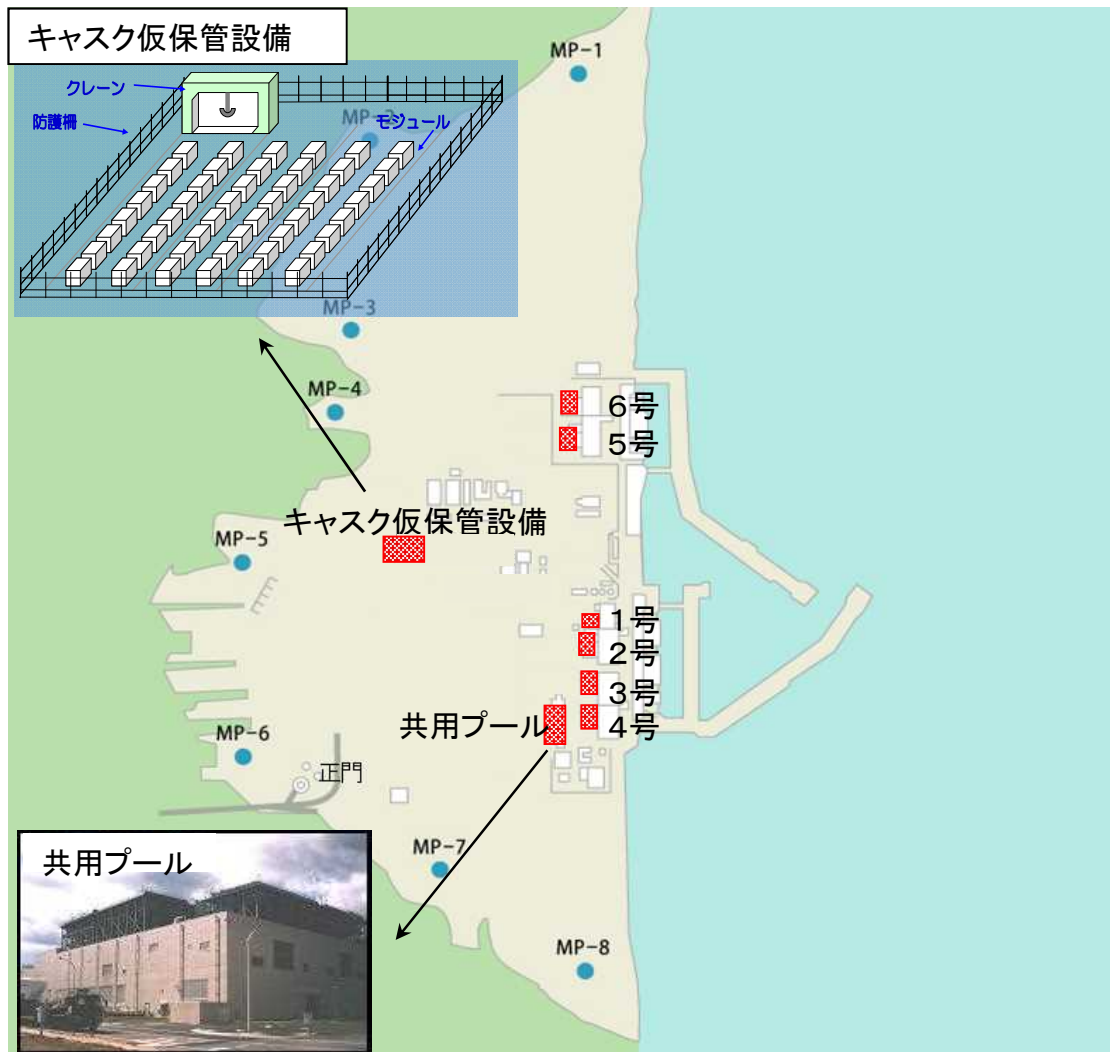 キャスク仮保管設備
クレーン
防護柵
モジュール
MP-1
MP-2
MP-3
MP-4
6号
5号
キャスク仮保管設備
MP-5
1号
2号
3号
共用プール
4号
MP-6
正門
共用プール
MP-7
MP-8